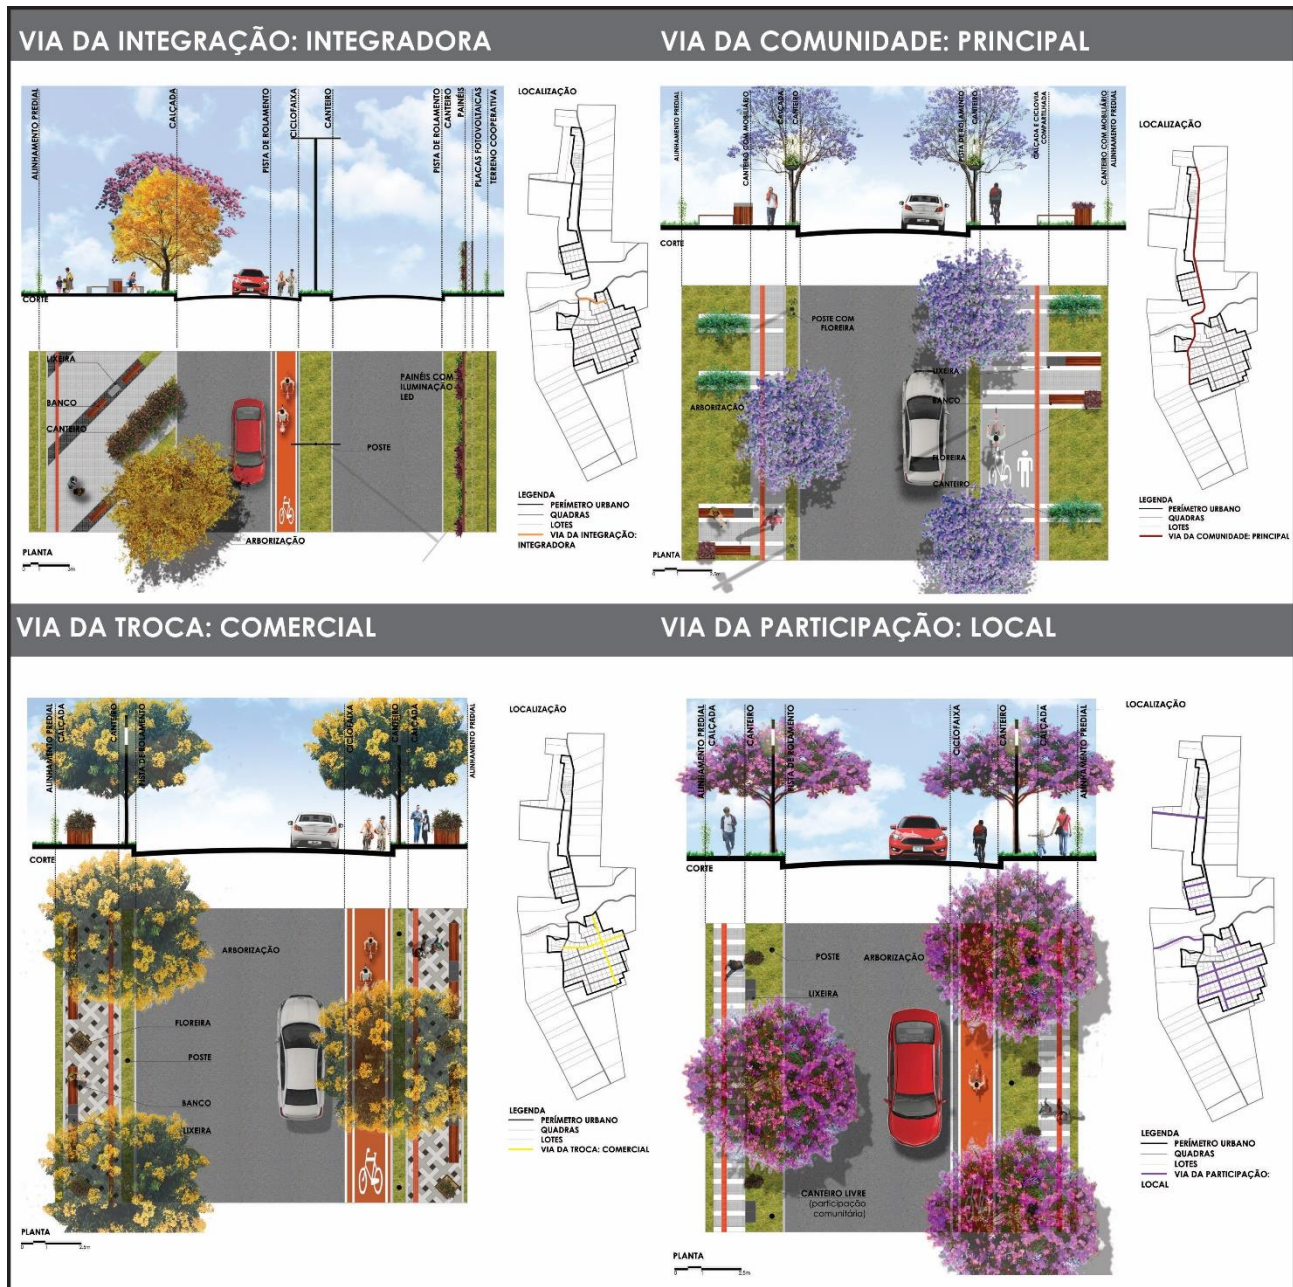 VIA DA INTEGRAÇÃO: INTEGRADORA
ALINHAMENTO PREDIAL
CALÇADA
PISTA DE ROLAMENTO
CICLOFAIXA
CANTEIRO
PISTA DE ROLAMENTO
CANTEIRO
PAINÉIS
PLACAS FOTOVOLTAICAS
TERRENO COOPERATIVA
CORTE
LIXEIRA
BANCO
CANTEIRO
PAINÉIS COM
ILUMINAÇÃO
LED
POSTE
ARBORIZAÇÃO
PLANTA
LOCALIZAÇÃO
LEGENDA
PERÍMETRO URBANO
QUADRAS
LOTES
VIA DA INTEGRAÇÃO:
INTEGRADORA
VIA DA COMUNIDADE: PRINCIPAL
ALINHAMENTO PREDIAL
CANTEIRO COM MOBILIÁRIO
CALÇADA
CANTEIRO
PISTA DE ROLAMENTO
CANTEIRO
CALÇADA E CICLOVIA
COMPARTILHADA
CANTEIRO COM MOBILIÁRIO
ALINHAMENTO PREDIAL
CORTE
POSTE COM
FLOREIRA
LIXEIRA
BANCO
ARBORIZAÇÃO
FLOREIRA
CANTEIRO
PLANTA
LOCALIZAÇÃO
LEGENDA
PERÍMETRO URBANO
QUADRAS
LOTES
VIA DA COMUNIDADE: PRINCIPAL
VIA DA TROCA: COMERCIAL
ALINHAMENTO PREDIAL
CALÇADA
CANTEIRO
PISTA DE ROLAMENTO
CICLOFAIXA
CANTEIRO
CALÇADA
ALINHAMENTO PREDIAL
CORTE
ARBORIZAÇÃO
FLOREIRA
POSTE
BANCO
LIXEIRA
PLANTA
0 1 2,5m
LOCALIZAÇÃO
LEGENDA
PERÍMETRO URBANO
QUADRAS
LOTES
VIA DA TROCA: COMERCIAL
VIA DA PARTICIPAÇÃO: LOCAL
ALINHAMENTO PREDIAL
CALÇADA
CANTEIRO
PISTA DE ROLAMENTO
CICLOFAIXA
CANTEIRO
CALÇADA
ALINHAMENTO PREDIAL
CORTE
POSTE
ARBORIZAÇÃO
LIXEIRA
CANTEIRO LIVRE
(participação
comunitária)
PLANTA
0 1 2,5m
LOCALIZAÇÃO
LEGENDA
PERÍMETRO URBANO
QUADRAS
LOTES
VIA DA PARTICIPAÇÃO:
LOCAL